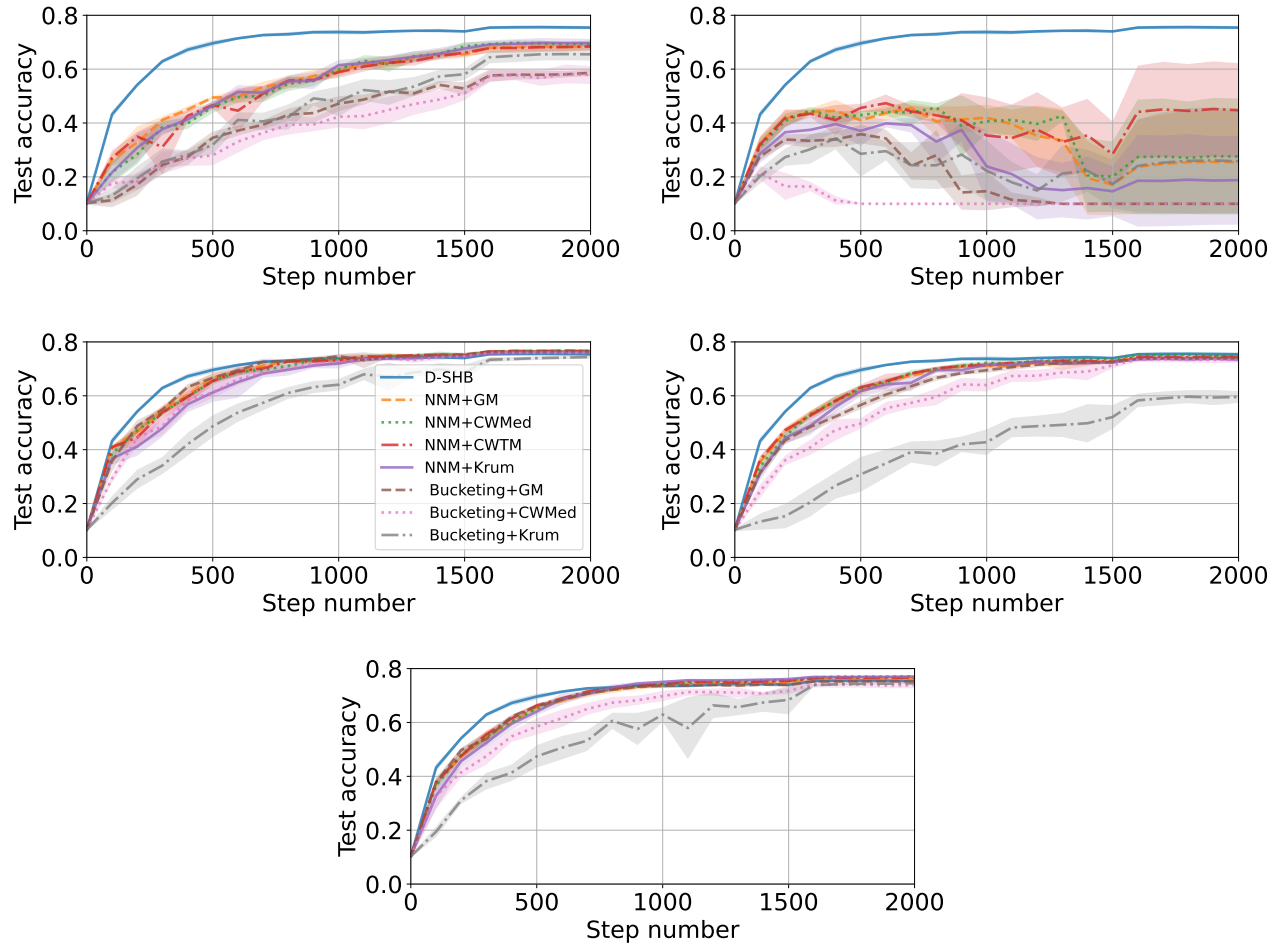 0.8
0.6
0.4
0.2
0.0
Test accuracy
0 500 1000 1500 2000
Step number
0.8
0.6
0.4
0.2
0.0
Test accuracy
0 500 1000 1500 2000
Step number
0.8
0.6
0.4
0.2
0.0
Test accuracy
D-SHB
NNM+GM
NNM+CWMed
NNM+CWTM
NNM+Krum
Bucketing+GM
Bucketing+CWMed
Bucketing+Krum
0 500 1000 1500 2000
Step number
0.8
0.6
0.4
0.2
0.0
Test accuracy
0 500 1000 1500 2000
Step number
0.8
0.6
0.4
0.2
0.0
Test accuracy
0 500 1000 1500 2000
Step number